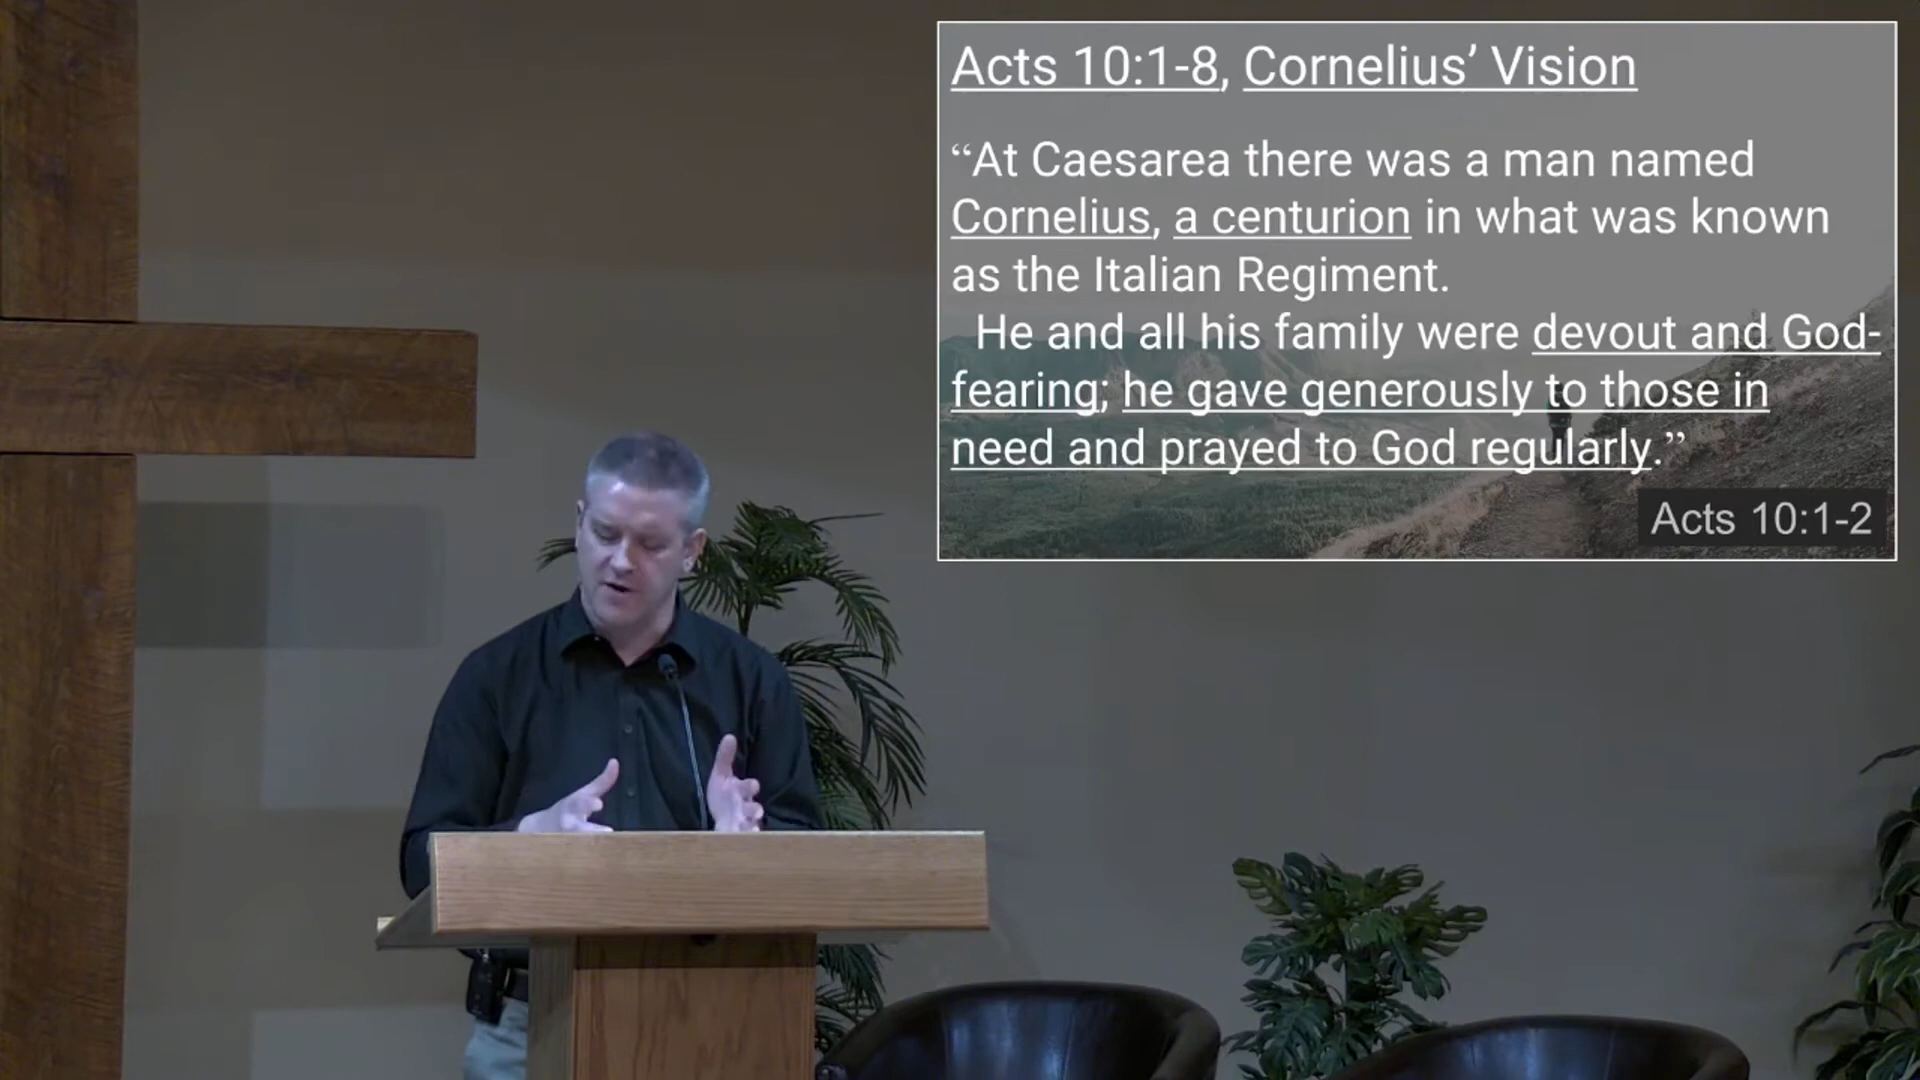 Acts 10:1-8, Cornelius’ Vision
“At Caesarea there was a man named
Cornelius, a centurion in what was known
as the Italian Regiment.
He and all his family were devout and God-
fearing; he gave generously to those in
need and prayed to God regularly.”
Acts 10:1-2